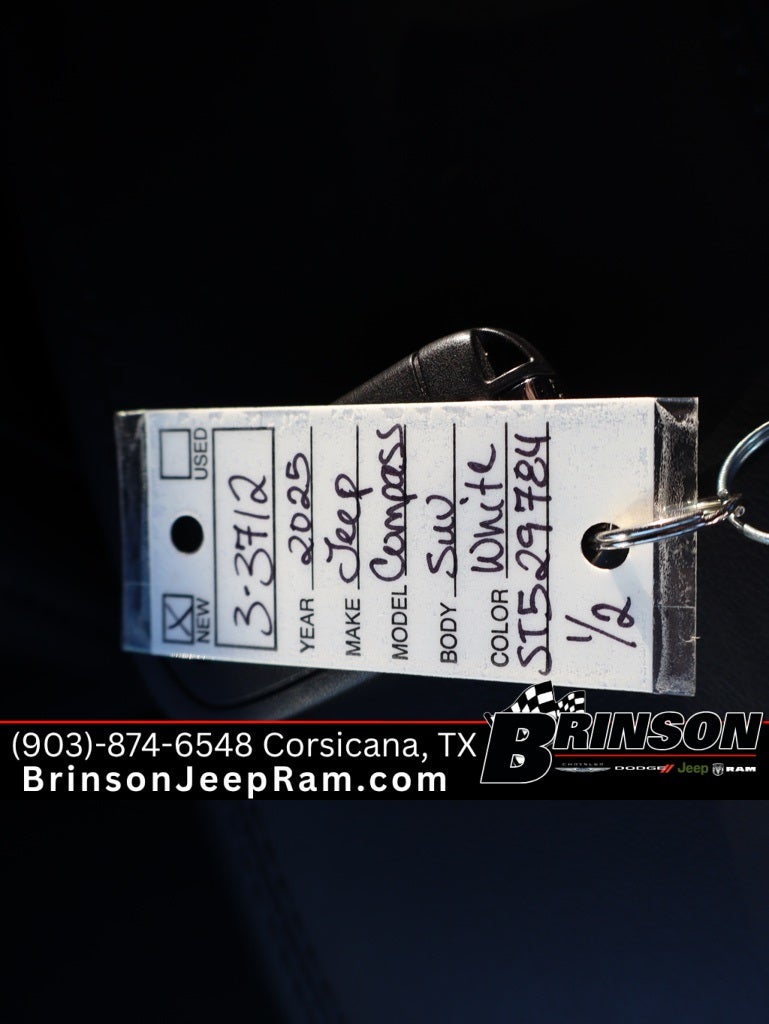 USED
X NEW
3-3712
YEAR 2025
MAKE Jeep
MODEL Compass
BODY Suv
COLOR White
ST529784
1/2
(903)-874-6548 Corsicana, TX
BrinsonJeepRam.com
BRINSON
CHRYSLER DODGE// Jeep RAM